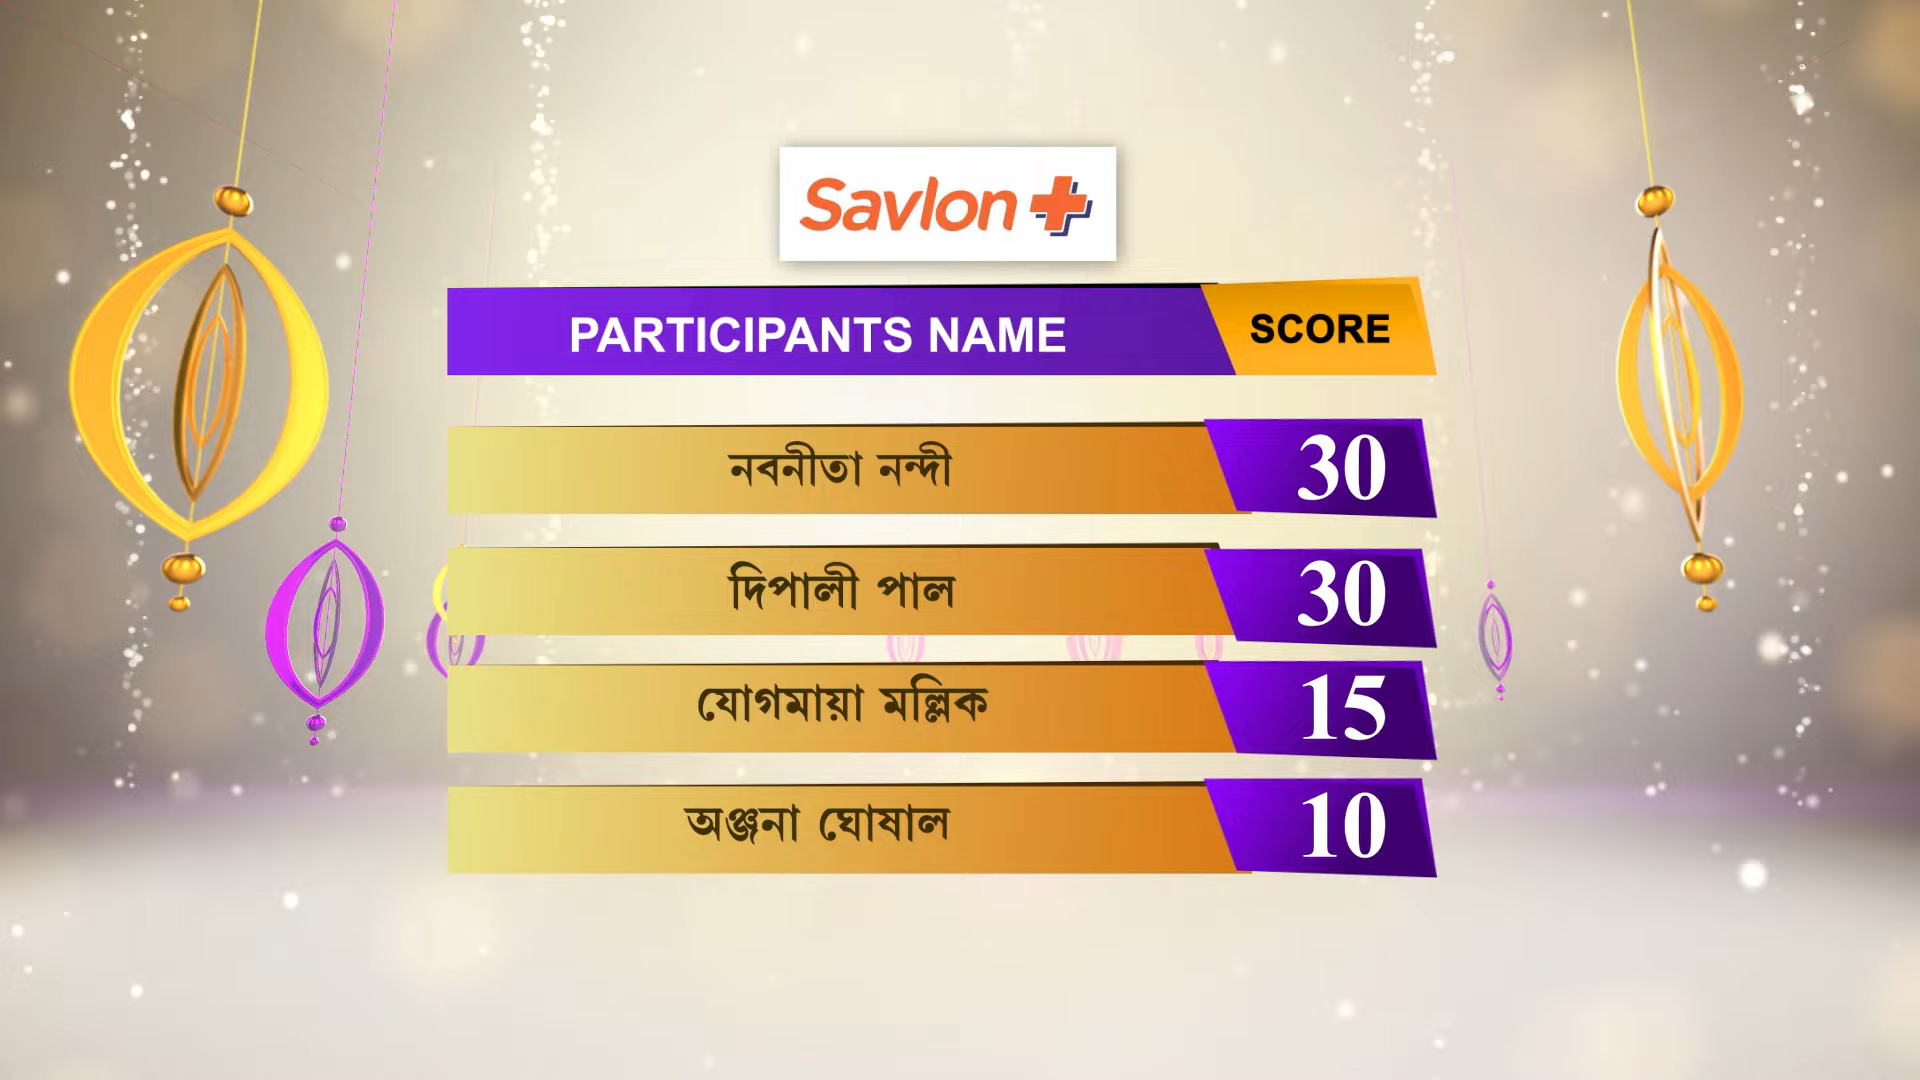 Savlon
PARTICIPANTS NAME SCORE
নবনীতা নন্দী 30
দিপালী পাল 30
যোগমায়া মল্লিক 15
অঞ্জনা ঘোষাল 10